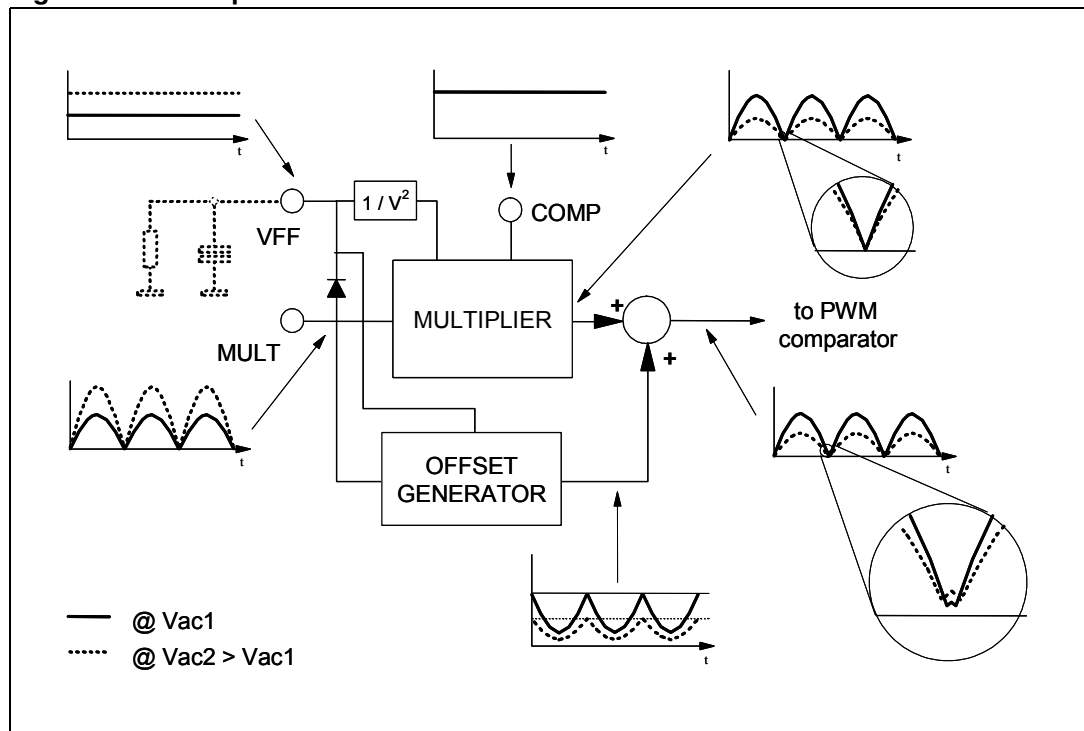 t
t
t
1 / V²
VFF
COMP
MULTIPLIER
+
to PWM
comparator
+
MULT
t
t
OFFSET
GENERATOR
@ Vac1
t
@ Vac2 > Vac1